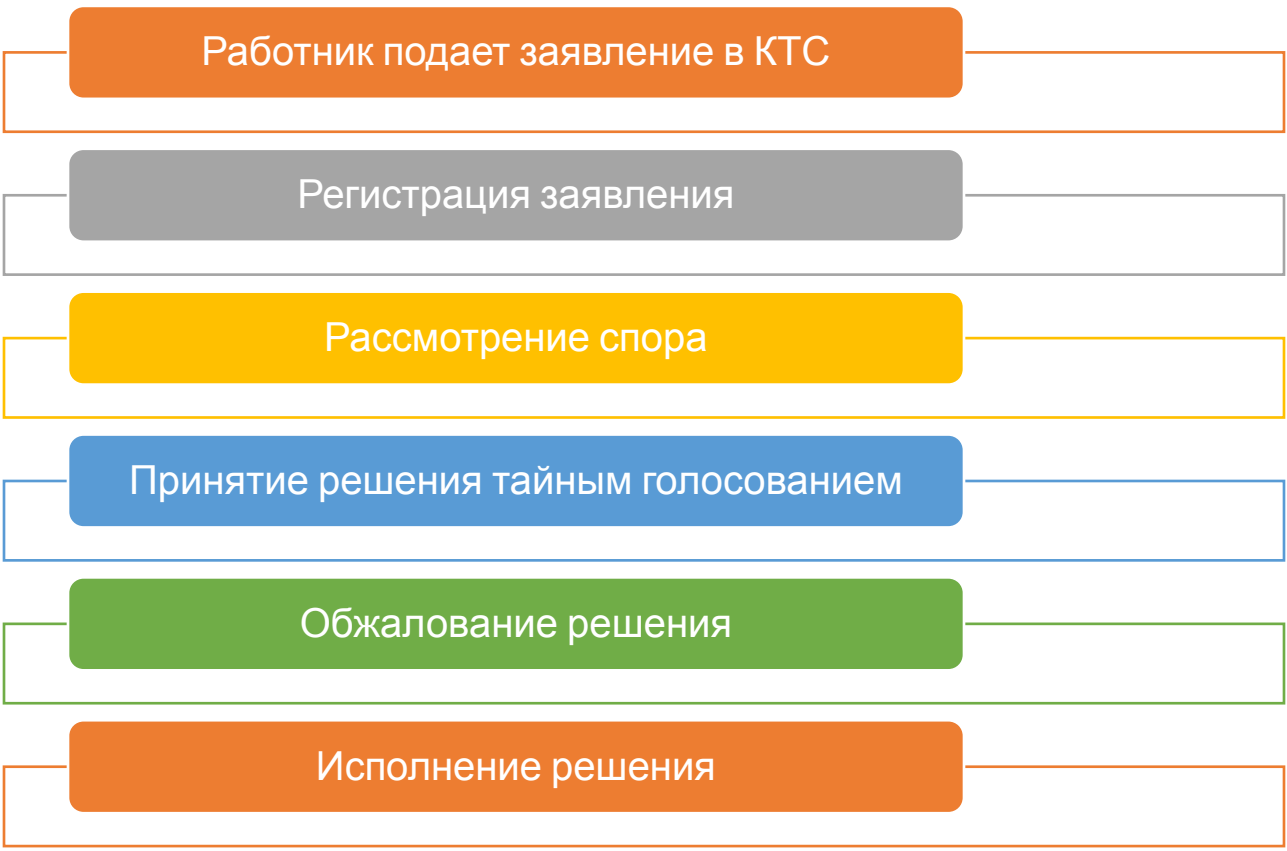 Работник подает заявление в КТС
Регистрация заявления
Рассмотрение спора
Принятие решения тайным голосованием
Обжалование решения
Исполнение решения